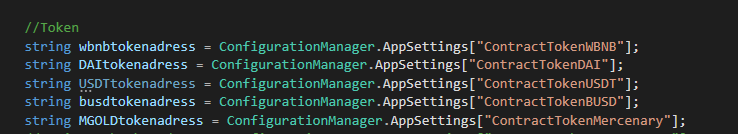 //Token
string wbnbtokenadress = ConfigurationManager.AppSettings["ContractTokenWBNB"];
string DAItokenadress = ConfigurationManager.AppSettings["ContractTokenDAI"];
string USDTtokenadress = ConfigurationManager.AppSettings["ContractTokenUSDT"];
string busdtokenadress = ConfigurationManager.AppSettings["ContractTokenBUSD"];
string MGOLDtokenadress = ConfigurationManager.AppSettings["ContractTokenMercenary"];